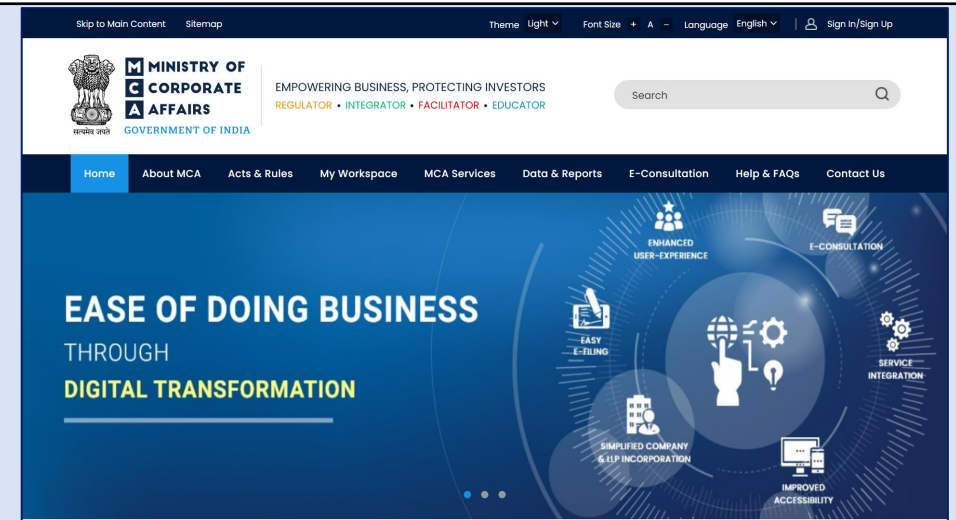 Skip to Main Content Sitemap Theme Light Font Size + A - Language English Sign In/Sign Up
MINISTRY OF
CORPORATE
AFFAIRS
GOVERNMENT OF INDIA
सत्यमेव जयते
EMPOWERING BUSINESS, PROTECTING INVESTORS
REGULATOR • INTEGRATOR • FACILITATOR • EDUCATOR
Search
Home About MCA Acts & Rules My Workspace MCA Services Data & Reports E-Consultation Help & FAQs Contact Us
EASE OF DOING BUSINESS
THROUGH
DIGITAL TRANSFORMATION
ENHANCED
USER-EXPERIENCE
E-CONSULTATION
EASY
E-FILING
SERVICE
INTEGRATION
SIMPLIFIED COMPANY
& LLP INCORPORATION
IMPROVED
ACCESSIBILITY